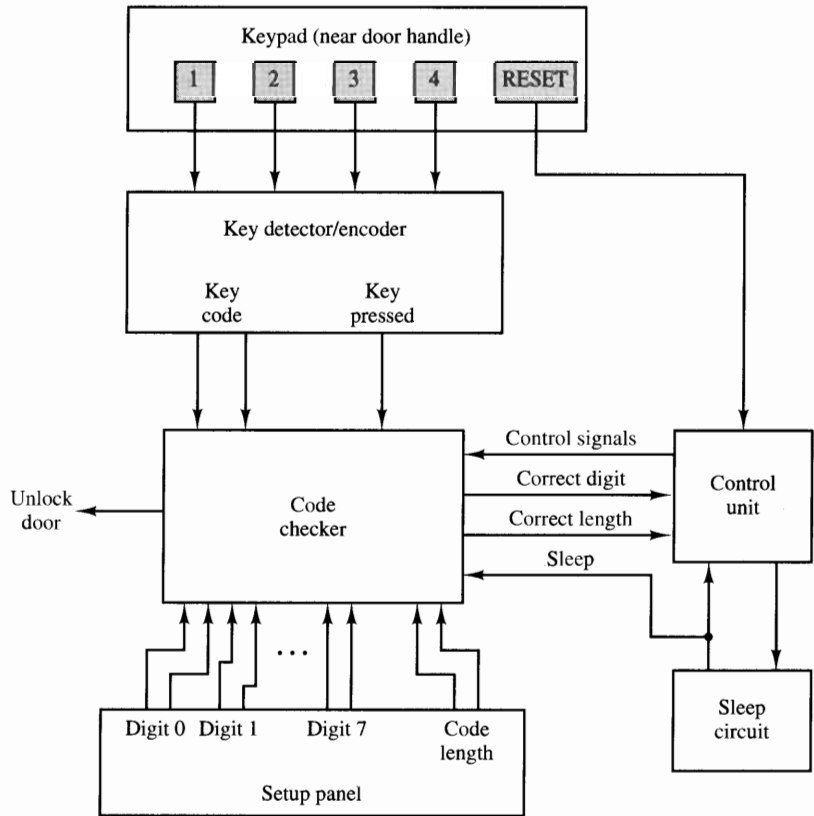 Keypad (near door handle)
1 2 3 4 RESET
Key detector/encoder
Key
code
Key
pressed
Control signals
Correct digit
Correct length
Sleep
Code
checker
Control
unit
Unlock
door
...
Digit 0 Digit 1 Digit 7 Code
length
Setup panel
Sleep
circuit